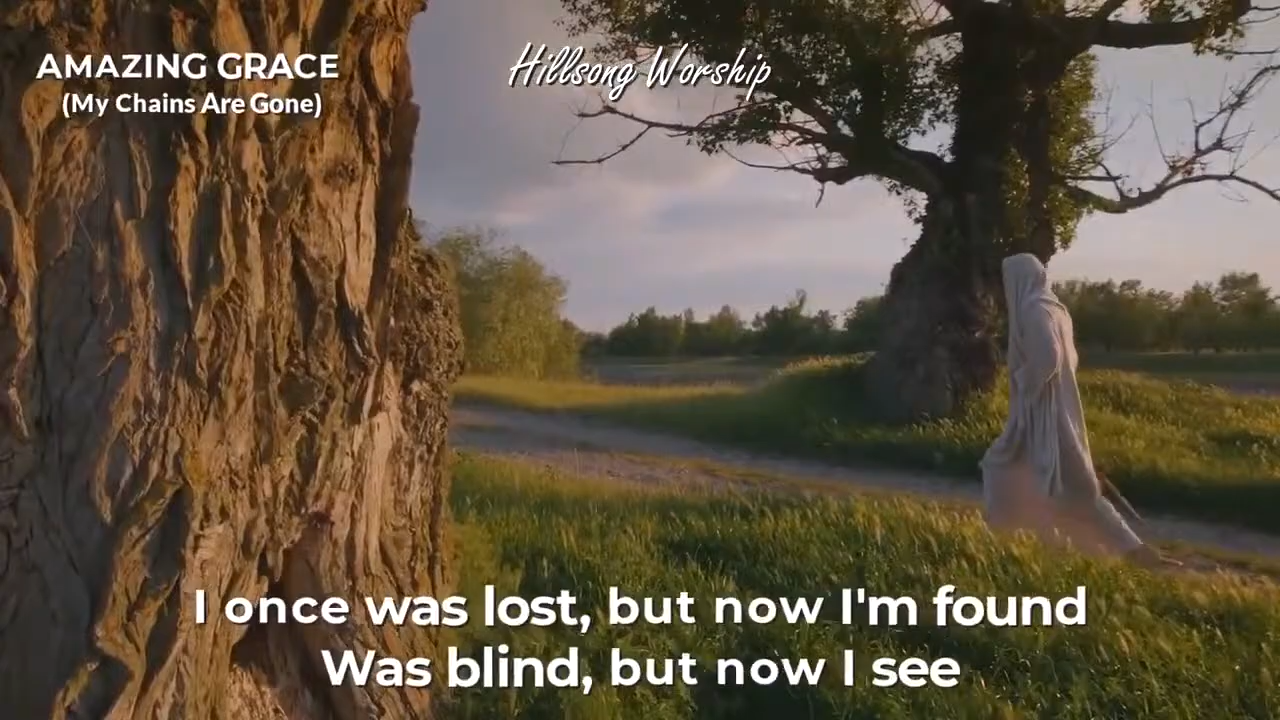 AMAZING GRACE
(My Chains Are Gone)
Hillsong Worship
I once was lost, but now I'm found
Was blind, but now I see